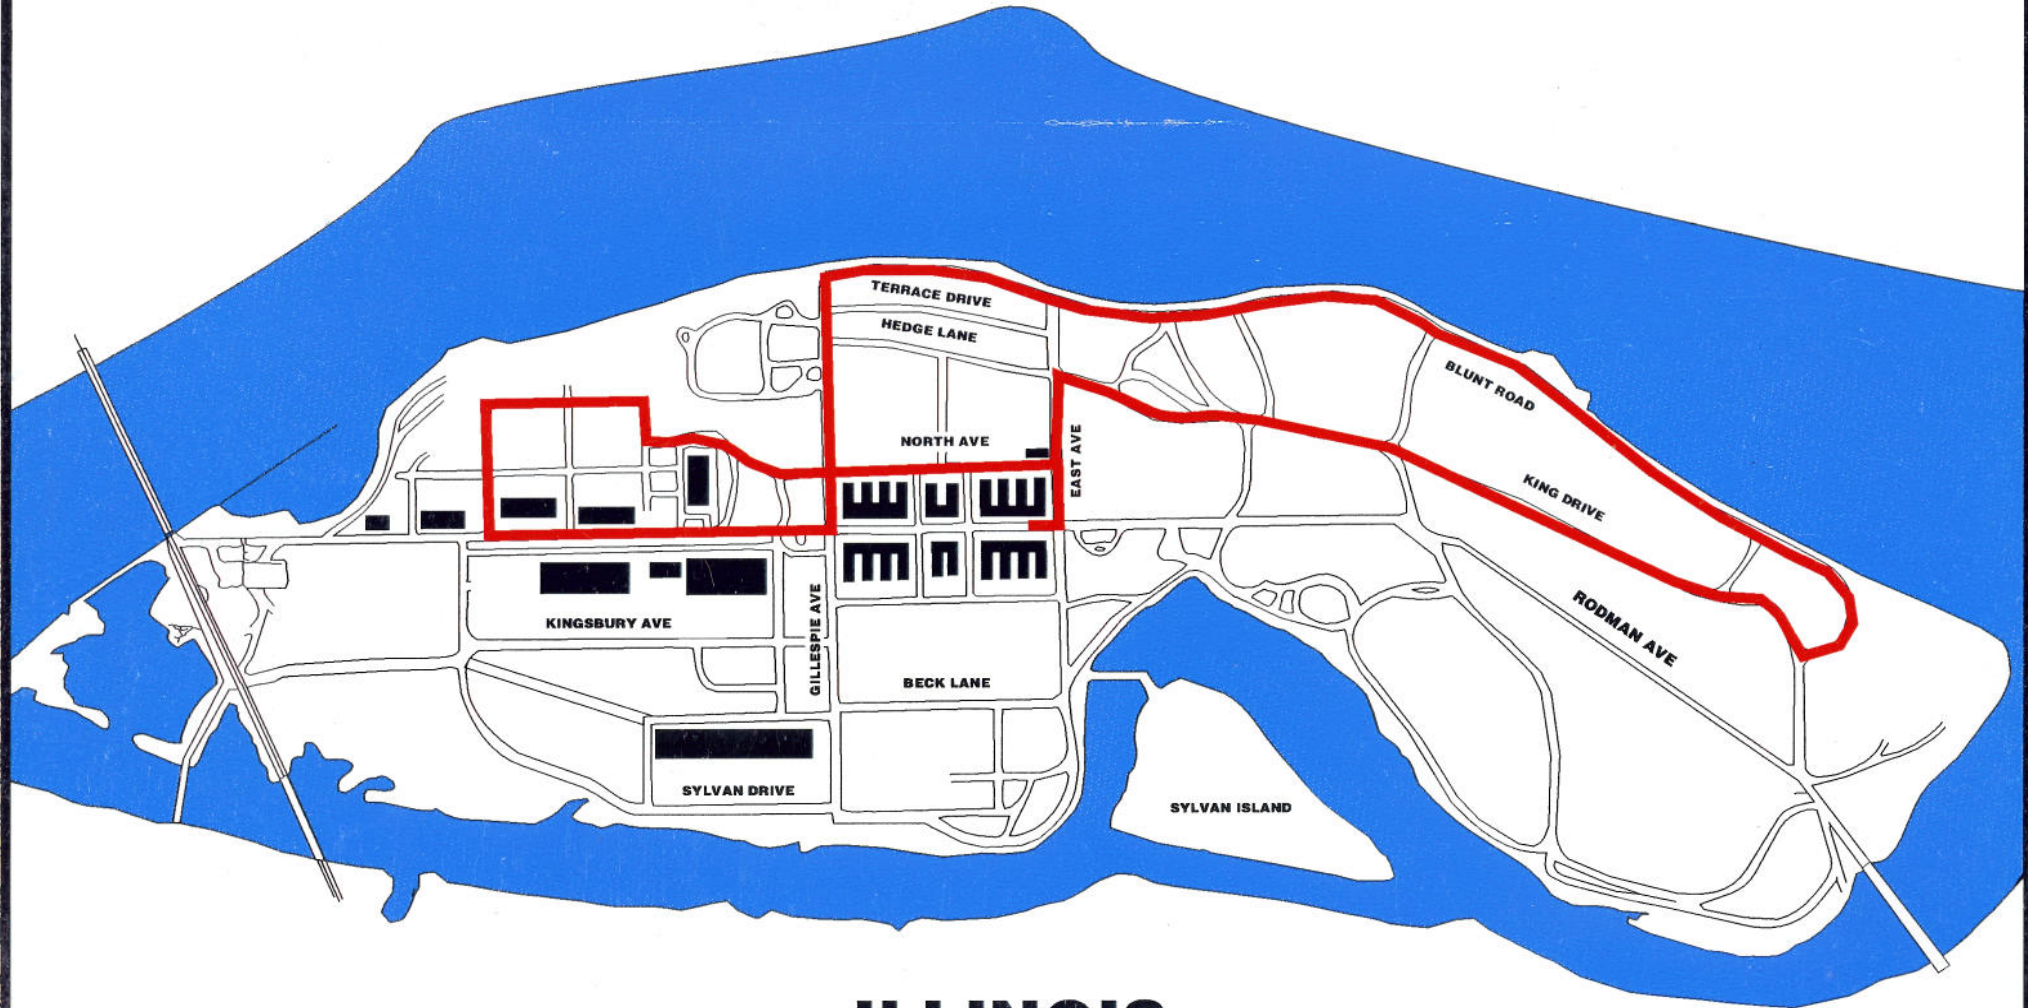 TERRACE DRIVE
HEDGE LANE
BLUNT ROAD
NORTH AVE
EAST AVE
KING DRIVE
RODMAN AVE
KINGSBURY AVE
GILLESPIE AVE
BECK LANE
SYLVAN DRIVE
SYLVAN ISLAND
ILLINOIS